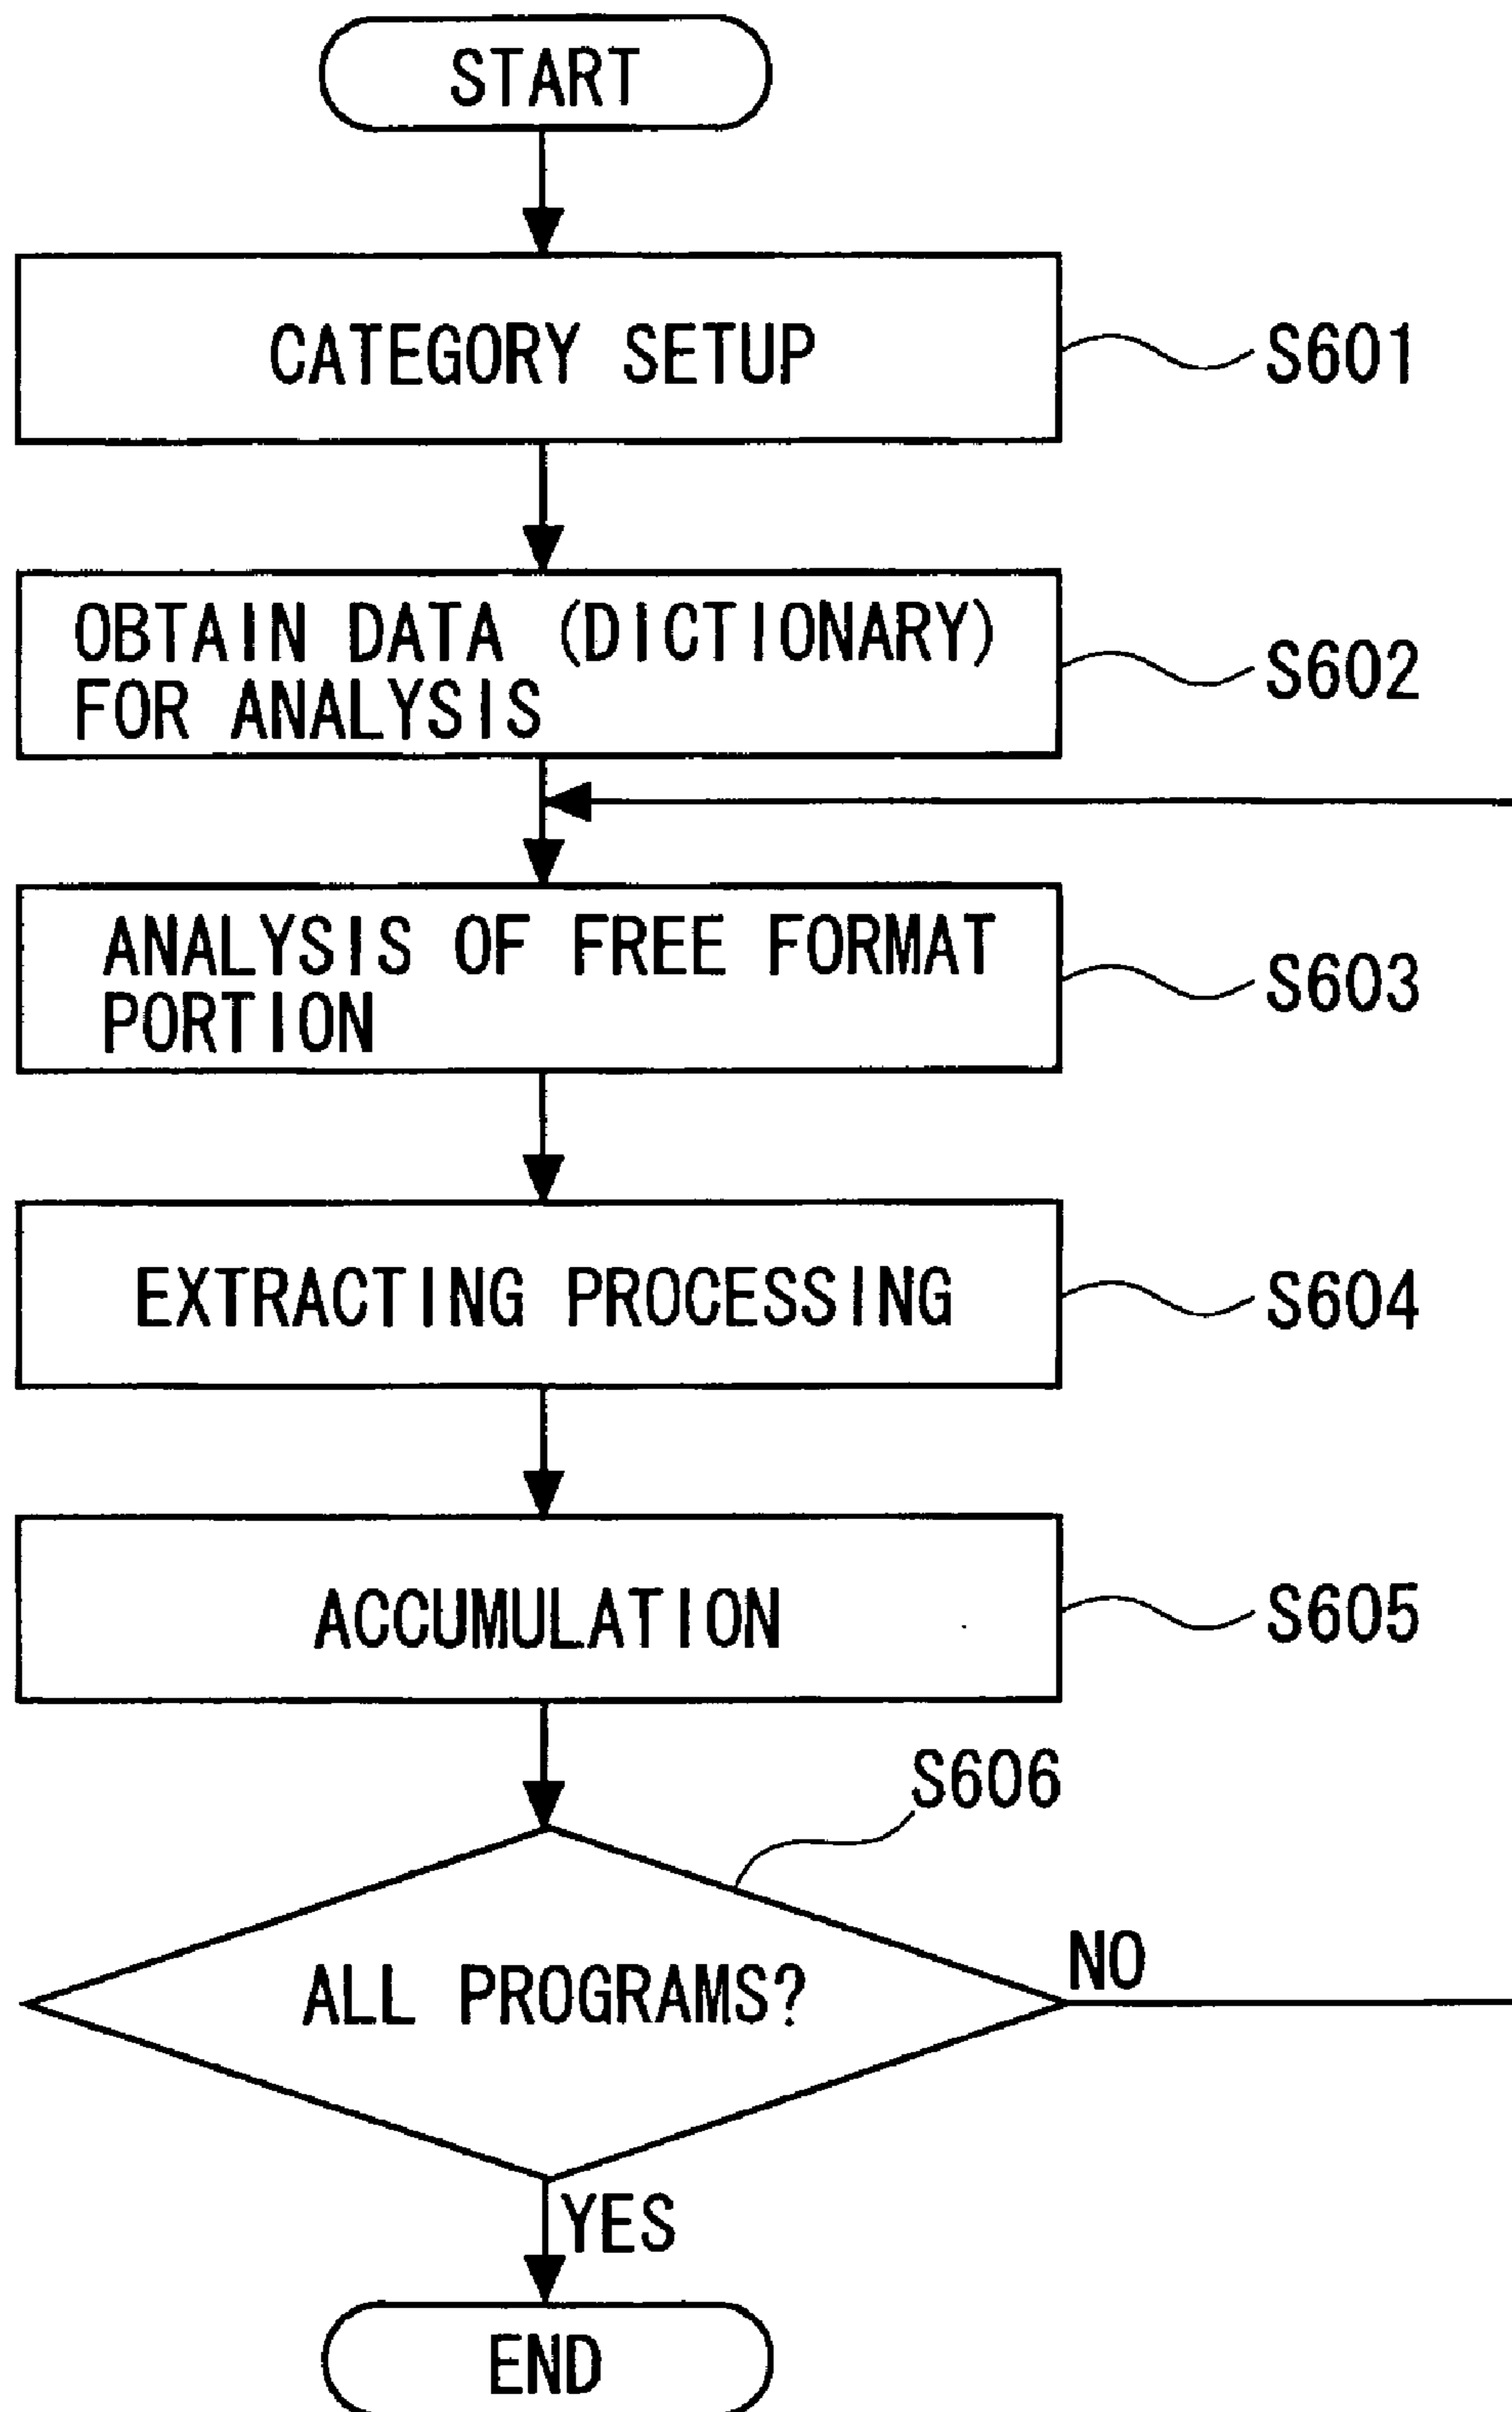 START
CATEGORY SETUP
S601
OBTAIN DATA (DICTIONARY)
FOR ANALYSIS
S602
ANALYSIS OF FREE FORMAT
PORTION
S603
EXTRACTING PROCESSING
S604
ACCUMULATION
S605
S606
ALL PROGRAMS?
NO
YES
END